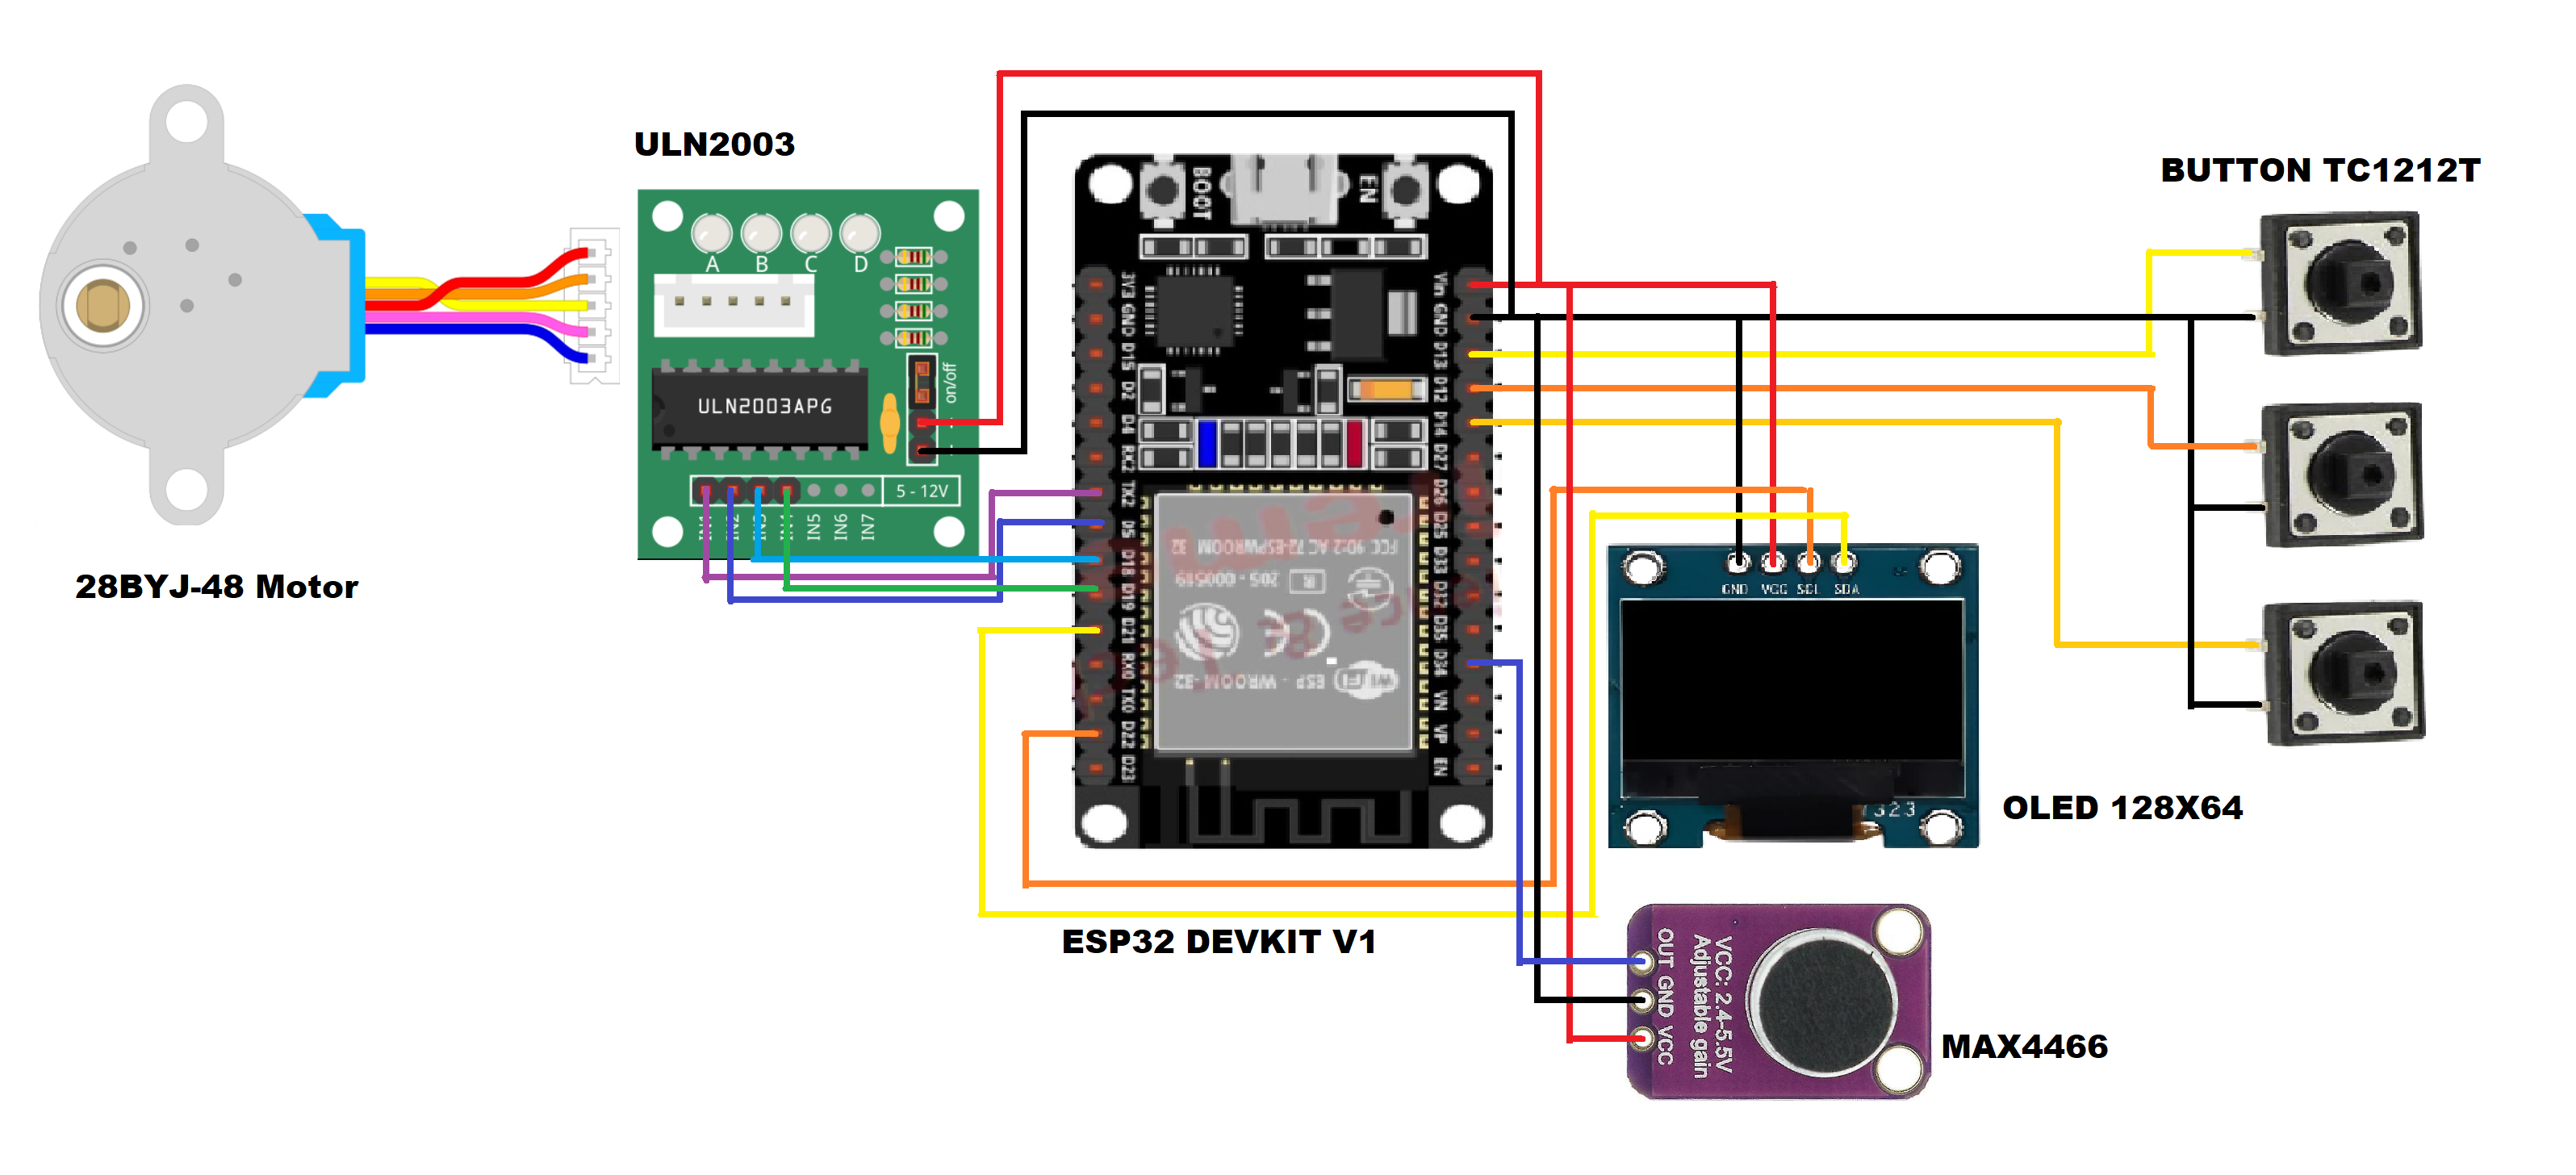 ULN2003
BUTTON TC1212T
28BYJ-48 Motor
A B C D
on/off
ULN2003APG
5 - 12V
IN1 IN2 IN3 IN4 IN5 IN6 IN7
BOOT
EN
3V3 GND D15 D2 D4 RX2 TX2 D5 D18 D19 D21 RX0 TX0 D22 D23
Vin GND D13 D12 D14 D27 D26 D25 D33 D32 D35 D34 VN VP EN
ESP - WROOM-32
WiFi
CE
R
GND VCC SCL SDA
OLED 128X64
ESP32 DEVKIT V1
OUT GND VCC
VCC: 2.4-5.5V
Adjustable gain
MAX4466